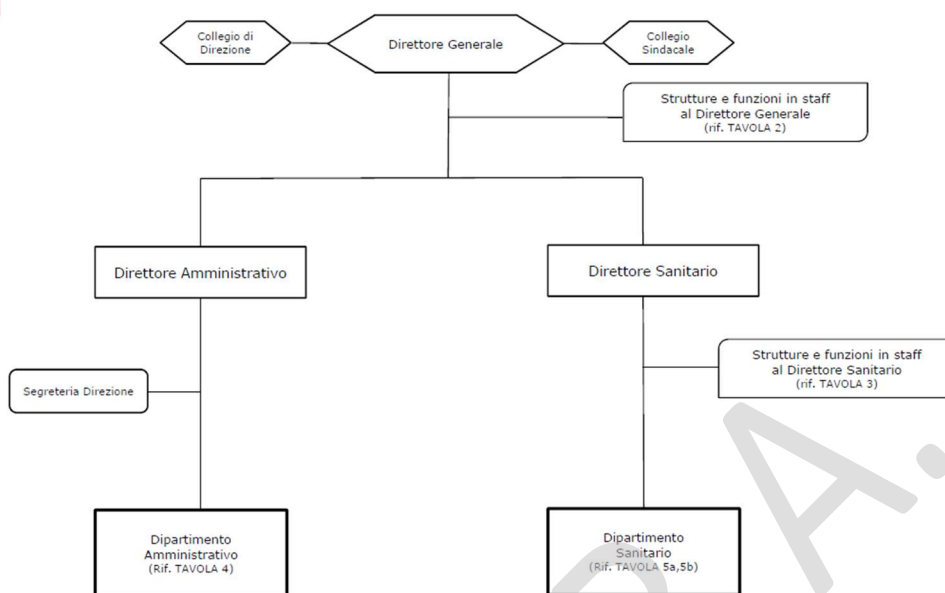 Collegio di
Direzione
Direttore Generale
Collegio
Sindacale
Strutture e funzioni in staff
al Direttore Generale
(rif. TAVOLA 2)
Direttore Amministrativo
Direttore Sanitario
Strutture e funzioni in staff
al Direttore Sanitario
(rif. TAVOLA 3)
Segreteria Direzione
Dipartimento
Amministrativo
(Rif. TAVOLA 4)
Dipartimento
Sanitario
(Rif. TAVOLA 5a,5b)